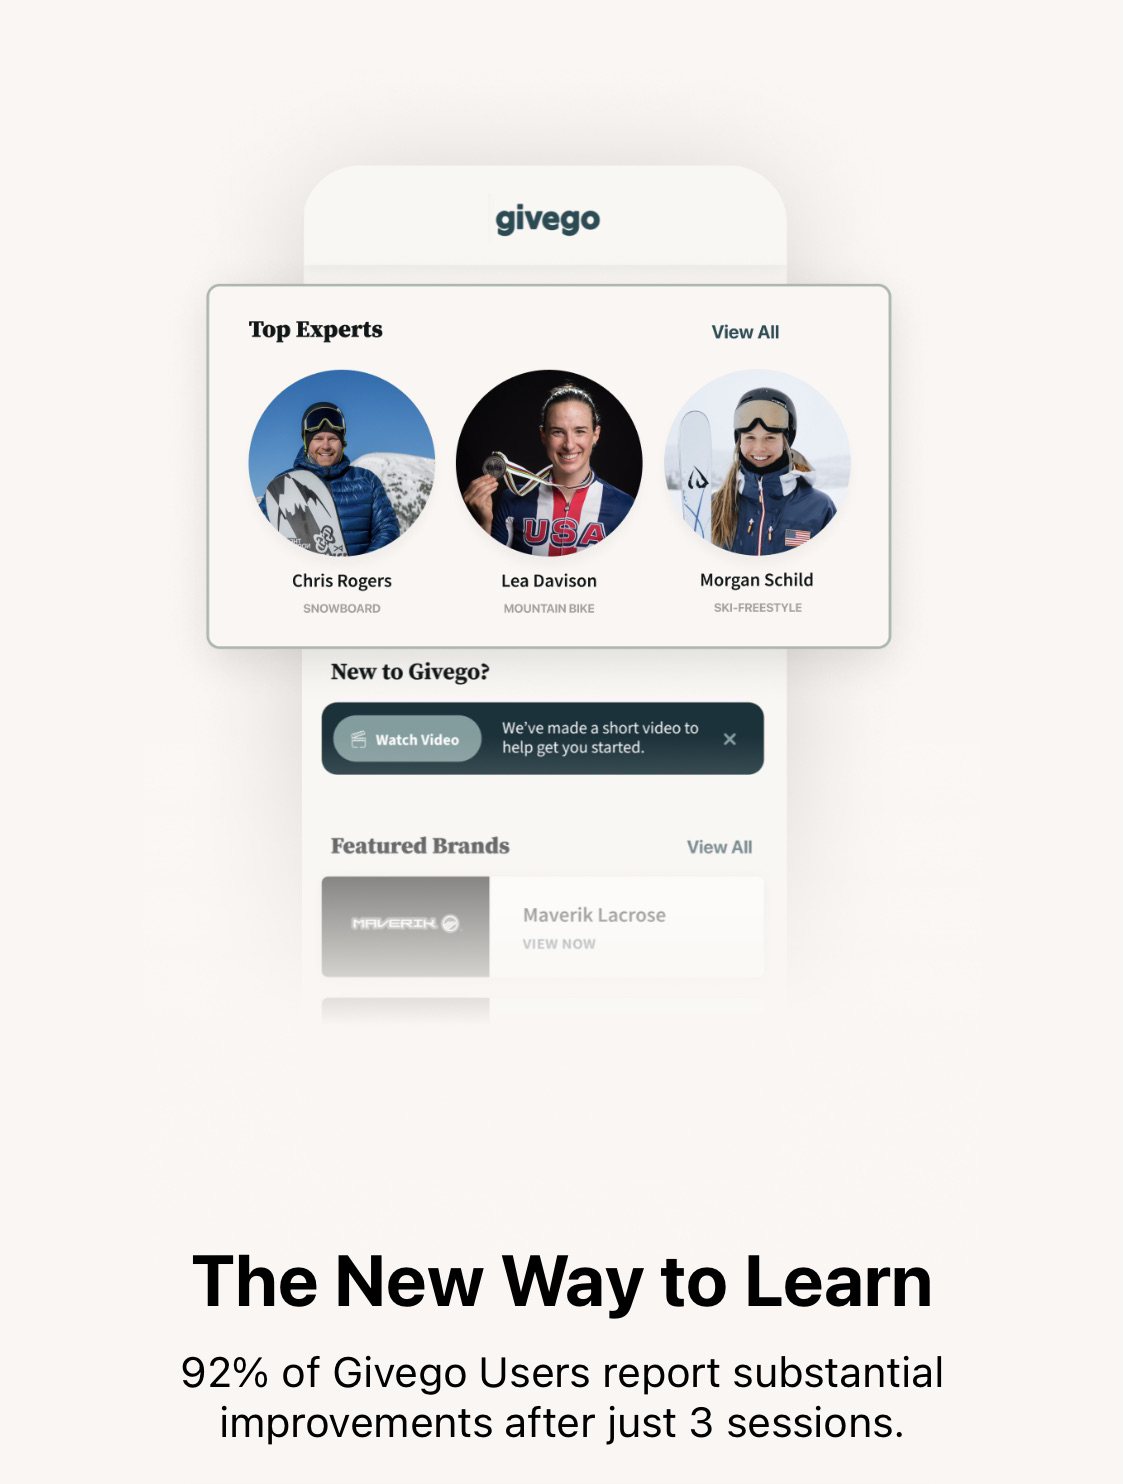 givego
Top Experts
View All
USA
Chris Rogers
SNOWBOARD
Lea Davison
MOUNTAIN BIKE
Morgan Schild
SKI-FREESTYLE
New to Givego?
Watch Video
We've made a short video to
help get you started.
Featured Brands
View All
MAVERIK
Maverik Lacrose
VIEW NOW
The New Way to Learn
92% of Givego Users report substantial
improvements after just 3 sessions.